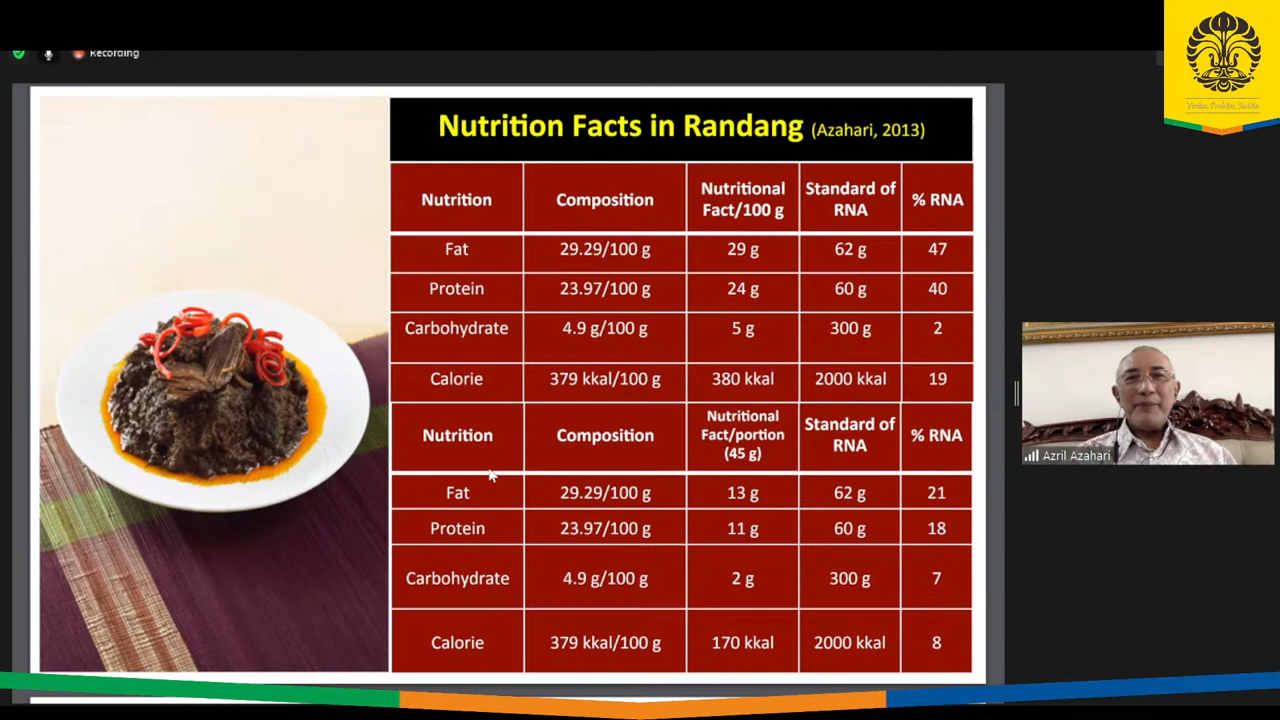 Recording
Veritas, Probitas, Iustitia
Nutrition Facts in Randang (Azahari, 2013)
Nutrition Composition Nutritional Fact/100 g Standard of RNA % RNA
Fat 29.29/100 g 29 g 62 g 47
Protein 23.97/100 g 24 g 60 g 40
Carbohydrate 4.9 g/100 g 5 g 300 g 2
Calorie 379 kkal/100 g 380 kkal 2000 kkal 19
Nutrition Composition Nutritional Fact/portion (45 g) Standard of RNA % RNA
Fat 29.29/100 g 13 g 62 g 21
Protein 23.97/100 g 11 g 60 g 18
Carbohydrate 4.9 g/100 g 2 g 300 g 7
Calorie 379 kkal/100 g 170 kkal 2000 kkal 8
Azril Azahari